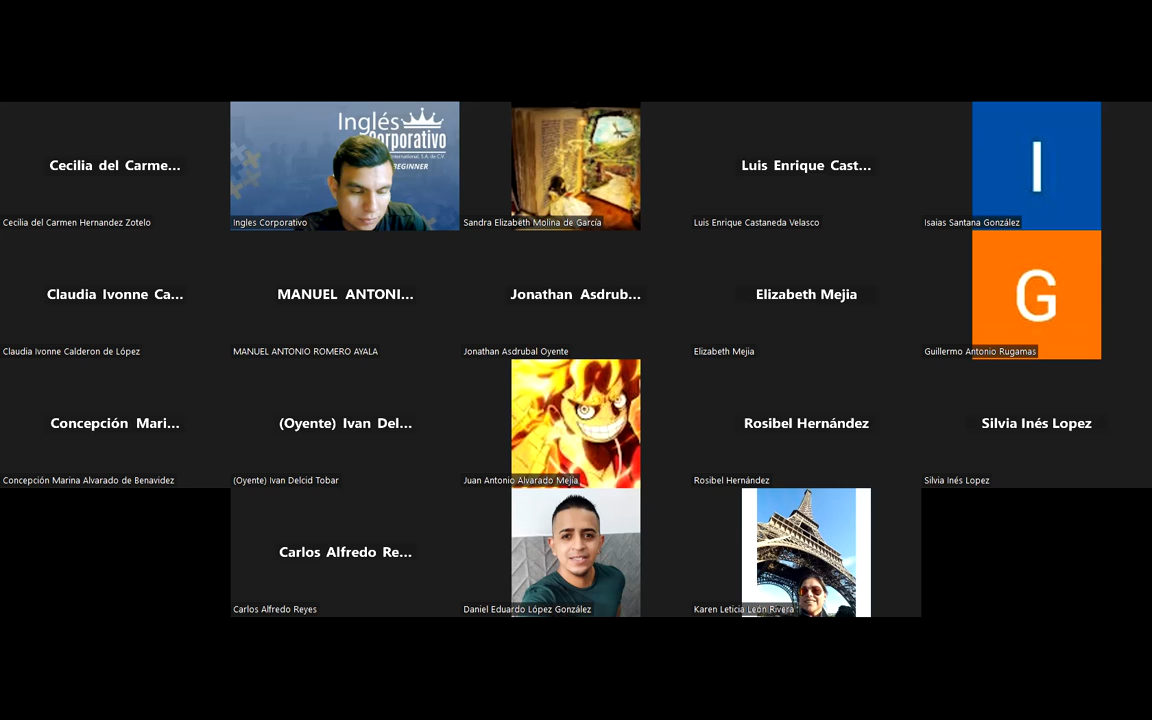 Cecilia del Carme...
Cecilia del Carmen Hernandez Zotelo
Inglés
Corporativo
International, S.A. de C.V.
BEGINNER
Ingles Corporativo
Sandra Elizabeth Molina de García
Luis Enrique Cast...
Luis Enrique Castaneda Velasco
I
Isaias Santana González
Claudia Ivonne Ca...
Claudia Ivonne Calderon de López
MANUEL ANTONI...
MANUEL ANTONIO ROMERO AYALA
Jonathan Asdrub...
Jonathan Asdrubal Oyente
Elizabeth Mejia
Elizabeth Mejia
G
Guillermo Antonio Rugamas
Concepción Mari...
Concepción Marina Alvarado de Benavidez
(Oyente) Ivan Del...
(Oyente) Ivan Delcid Tobar
Juan Antonio Alvarado Mejía
Rosibel Hernández
Rosibel Hernández
Silvia Inés Lopez
Silvia Inés Lopez
Carlos Alfredo Re...
Carlos Alfredo Reyes
Daniel Eduardo López González
Karen Leticia León Rivera